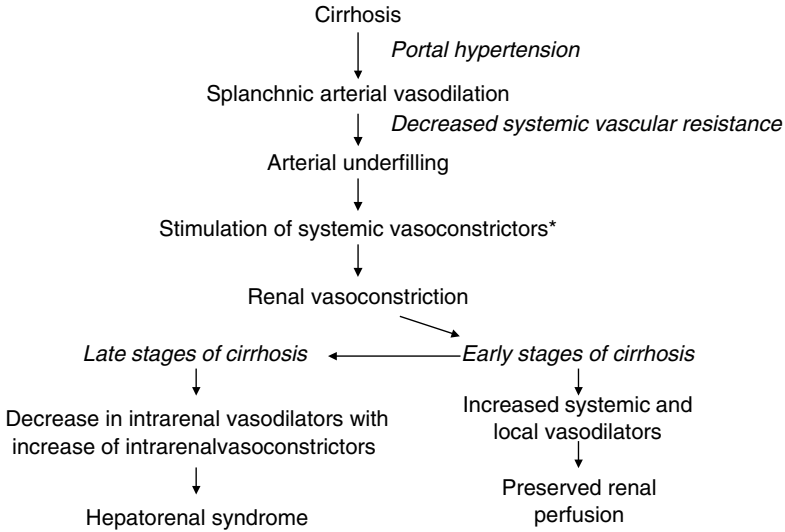 Cirrhosis
Portal hypertension
Splanchnic arterial vasodilation
Decreased systemic vascular resistance
Arterial underfilling
Stimulation of systemic vasoconstrictors*
Renal vasoconstriction
Late stages of cirrhosis
Early stages of cirrhosis
Decrease in intrarenal vasodilators with
increase of intrarenalvasoconstrictors
Hepatorenal syndrome
Increased systemic and
local vasodilators
Preserved renal
perfusion